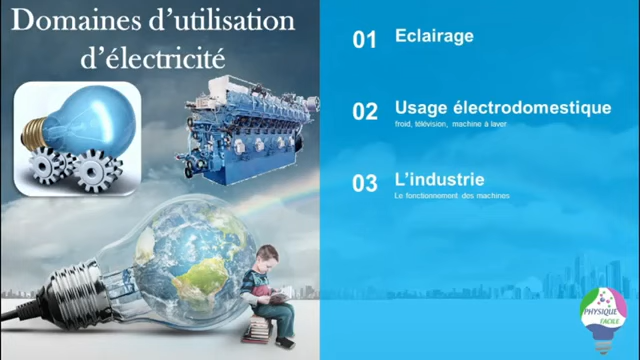 Domaines d’utilisation
d’électricité
01 Eclairage
02 Usage électrodomestique
froid, télévision, machine à laver
03 L’industrie
Le fonctionnement des machines
PHYSIQUE
FACILE